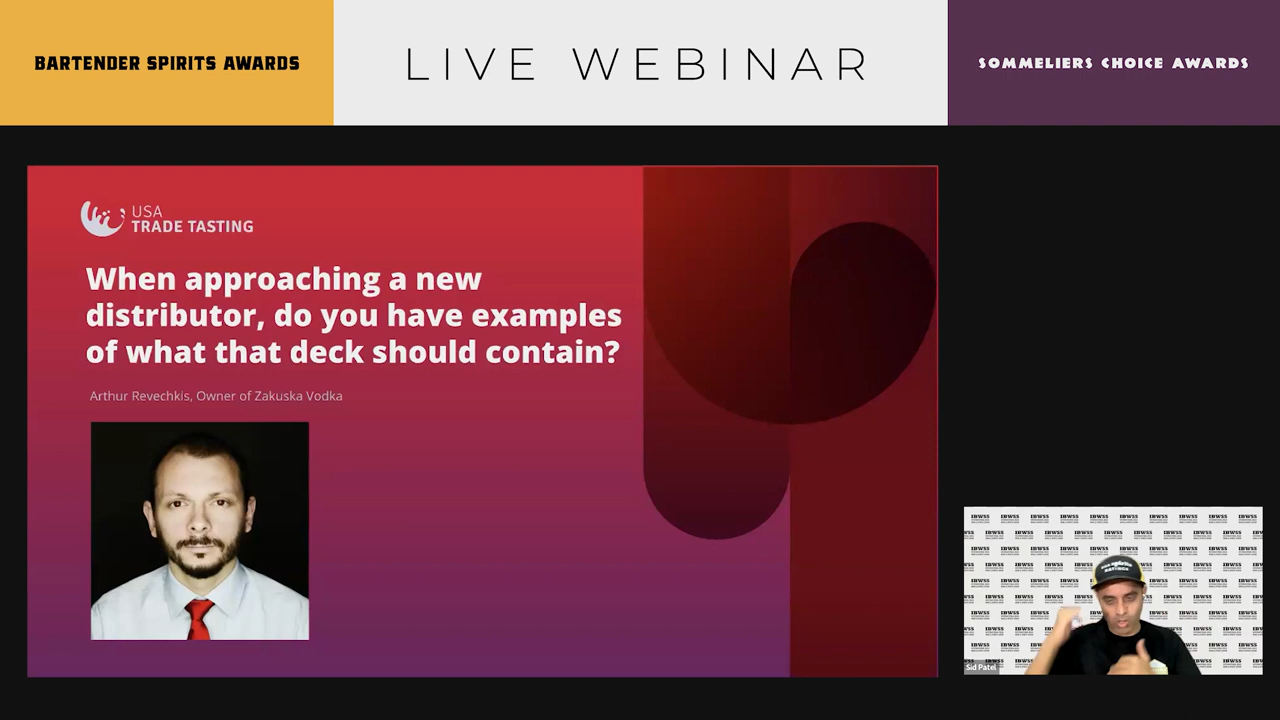 BARTENDER SPIRITS AWARDS
LIVE WEBINAR
SOMMELIERS CHOICE AWARDS
USA
TRADE TASTING
When approaching a new
distributor, do you have examples
of what that deck should contain?
Arthur Revechkis, Owner of Zakuska Vodka
IBWSS
Sid Patel